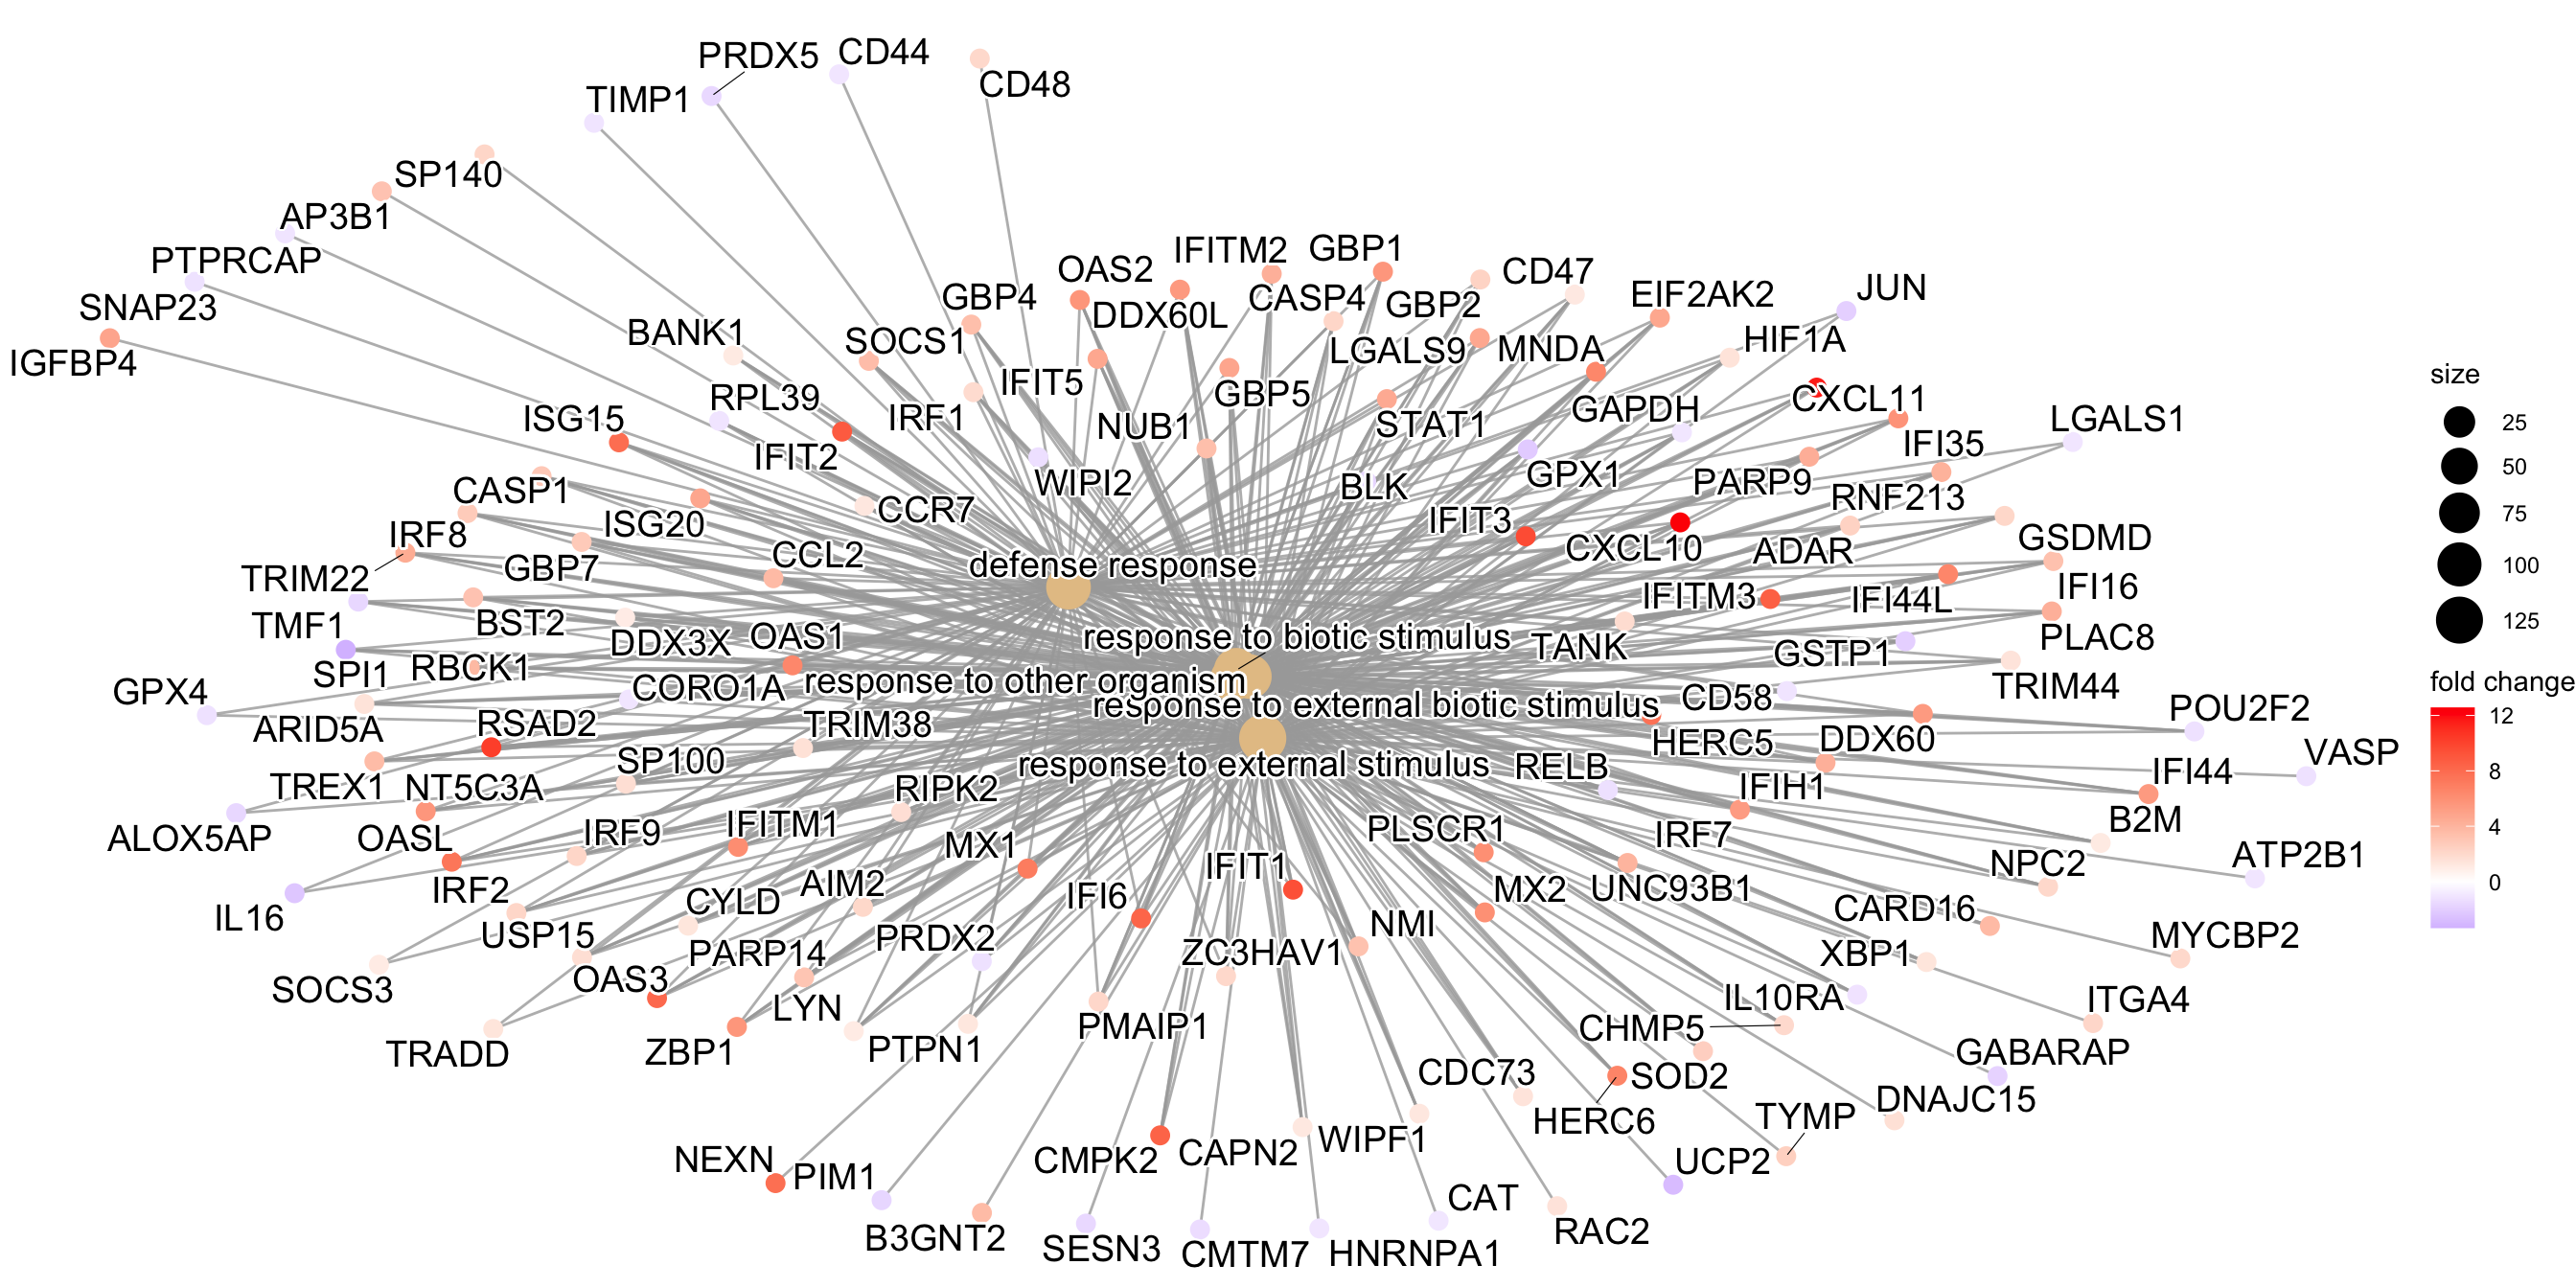 PRDX5
CD44
CD48
TIMP1
SP140
AP3B1
PTPRCAP
SNAP23
IGFBP4
IFITM2
GBP1
OAS2
CD47
JUN
GBP4
DDX60L
CASP4
GBP2
EIF2AK2
BANK1
SOCS1
LGALS9
MNDA
HIF1A
IFIT5
GBP5
RPL39
IRF1
NUB1
STAT1
GAPDH
CXCL11
LGALS1
ISG15
IFIT2
WIPI2
BLK
GPX1
PARP9
IFI35
RNF213
CASP1
ISG20
CCR7
IFIT3
CXCL10
ADAR
GSDMD
IRF8
GBP7
CCL2
defense response
TRIM22
IFITM3
IFI44L
IFI16
TMF1
BST2
DDX3X
OAS1
response to biotic stimulus
TANK
GSTP1
PLAC8
SPI1
RBCK1
CORO1A
response to other organism
CD58
TRIM44
GPX4
ARID5A
RSAD2
TRIM38
response to external biotic stimulus
POU2F2
HERC5
DDX60
VASP
TREX1
NT5C3A
SP100
RIPK2
response to external stimulus
RELB
IFIH1
IFI44
ALOX5AP
OASL
IRF9
IFITM1
MX1
PLSCR1
IRF7
B2M
IRF2
CYLD
AIM2
IFI6
IFIT1
MX2
UNC93B1
NPC2
ATP2B1
IL16
USP15
PARP14
PRDX2
ZC3HAV1
NMI
CARD16
XBP1
MYCBP2
SOCS3
OAS3
LYN
PMAIP1
IL10RA
ITGA4
TRADD
ZBP1
PTPN1
CHMP5
GABARAP
CDC73
SOD2
DNAJC15
HERC6
TYMP
NEXN
PIM1
CMPK2
CAPN2
WIPF1
UCP2
B3GNT2
SESN3
CMTM7
HNRNPA1
CAT
RAC2
size
25
50
75
100
125
fold change
12
8
4
0